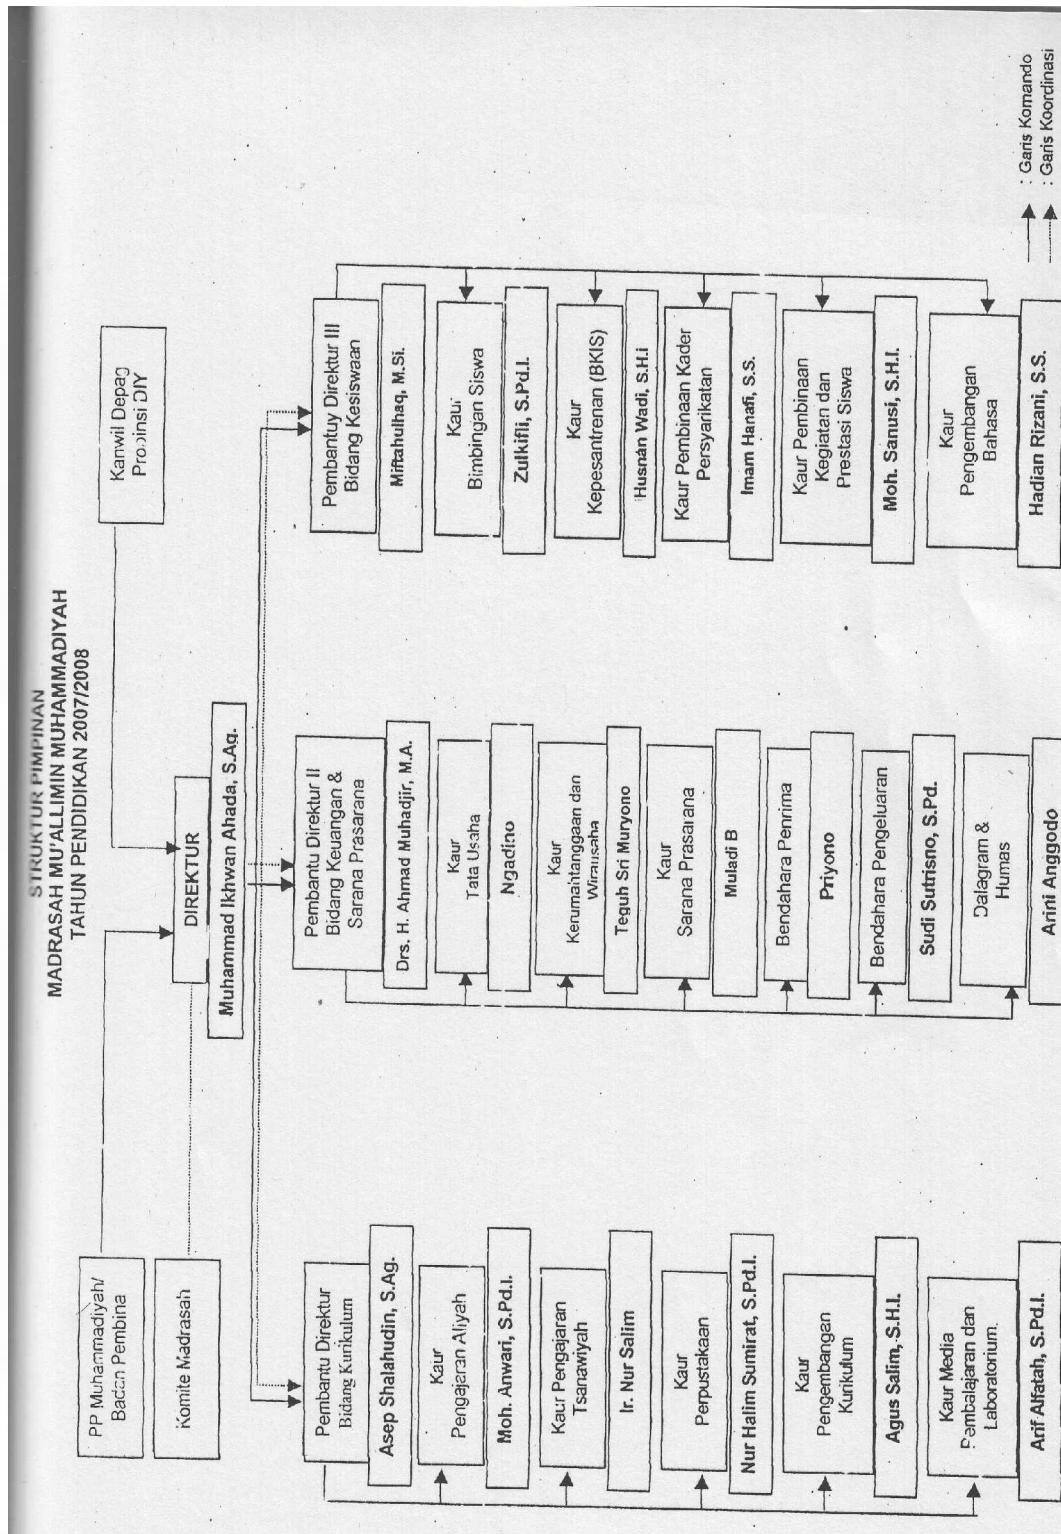 STRUKTUR PIMPINAN
MADRASAH MU'ALLIMIN MUHAMMADIYAH
TAHUN PENDIDIKAN 2007/2008
PP Muhammadiyah/
Badan Pembina
Komite Madrasah
Kanwil Depag
Propinsi DIY
DIREKTUR
Muhammad Ikhwan Ahada, S.Ag.
Pembantu Direktur
Bidang Kurikulum
Asep Shalahudin, S.Ag.
Kaur
Pengajaran Aliyah
Moh. Anwari, S.Pd.I.
Kaur Pengajaran
Tsanawiyah
Ir. Nur Salim
Kaur
Perpustakaan
Nur Halim Sumirat, S.Pd.I.
Kaur
Pengembangan
Kurikulum
Agus Salim, S.H.I.
Kaur Media
Pembalajaran dan
Laboratorium.
Arif Alfatah, S.Pd.I.
Pembantu Direktur II
Bidang Keuangan &
Sarana Prasarana
Drs. H. Ahmad Muhadjir, M.A.
Kaur
Tata Usaha
Ngadino
Kaur
Kerumahtanggaan dan
Wirausaha
Teguh Sri Muryono
Kaur
Sarana Prasarana
Muladi B
Bendahara Penrima
Priyono
Bendahara Pengeluaran
Sudi Sutrisno, S.Pd.
Dalagram &
Humas
Arini Anggodo
Pembantuy Direktur III
Bidang Kesiswaan
Miftahulhaq, M.Si.
Kaur
Bimbingan Siswa
Zulkifli, S.Pd.I.
Kaur
Kepesantrenan (BKIS)
Husnan Wadi, S.H.i
Kaur Pembinaan Kader
Persyarikatan
Imam Hanafi, S.S.
Kaur Pembinaan
Kegiatan dan
Prestasi Siswa
Moh. Sanusi, S.H.I.
Kaur
Pengembangan
Bahasa
Hadian Rizani, S.S.
: Garis Komando
: Garis Koordinasi